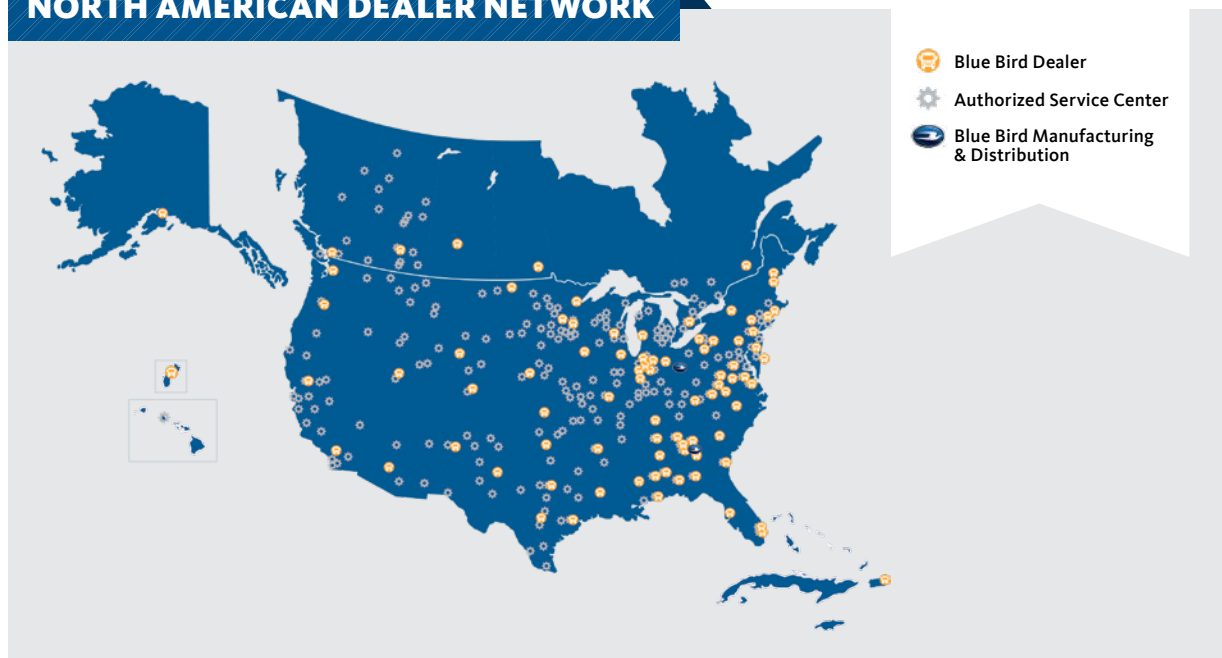 NORTH AMERICAN DEALER NETWORK
Blue Bird Dealer
Authorized Service Center
Blue Bird Manufacturing
& Distribution